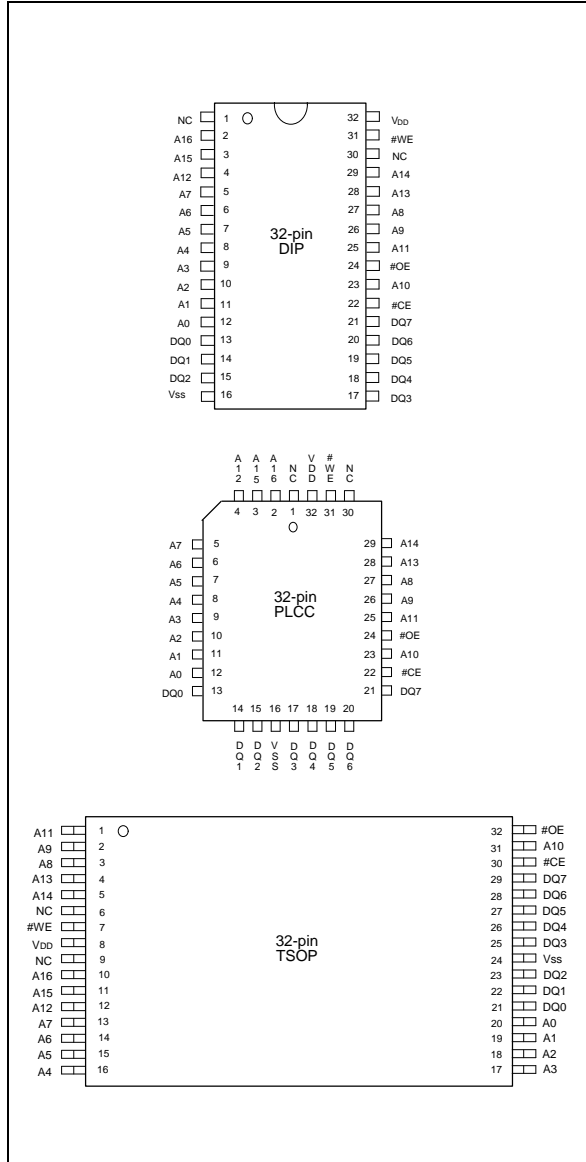 NC 1 32 VDD
A16 2 31 #WE
A15 3 30 NC
A12 4 29 A14
A7 5 28 A13
A6 6 27 A8
A5 7 26 A9
A4 8 25 A11
A3 9 24 #OE
A2 10 23 A10
A1 11 22 #CE
A0 12 21 DQ7
DQ0 13 20 DQ6
DQ1 14 19 DQ5
DQ2 15 18 DQ4
Vss 16 17 DQ3
32-pin
DIP
A12 A15 A16 NC VDD #WE NC
4 3 2 1 32 31 30
A7 5 29 A14
A6 6 28 A13
A5 7 27 A8
A4 8 26 A9
A3 9 25 A11
A2 10 24 #OE
A1 11 23 A10
A0 12 22 #CE
DQ0 13 21 DQ7
32-pin
PLCC
14 15 16 17 18 19 20
DQ1 DQ2 VSS DQ3 DQ4 DQ5 DQ6
A11 1 32 #OE
A9 2 31 A10
A8 3 30 #CE
A13 4 29 DQ7
A14 5 28 DQ6
NC 6 27 DQ5
#WE 7 26 DQ4
VDD 8 25 DQ3
NC 9 24 Vss
A16 10 23 DQ2
A15 11 22 DQ1
A12 12 21 DQ0
A7 13 20 A0
A6 14 19 A1
A5 15 18 A2
A4 16 17 A3
32-pin
TSOP